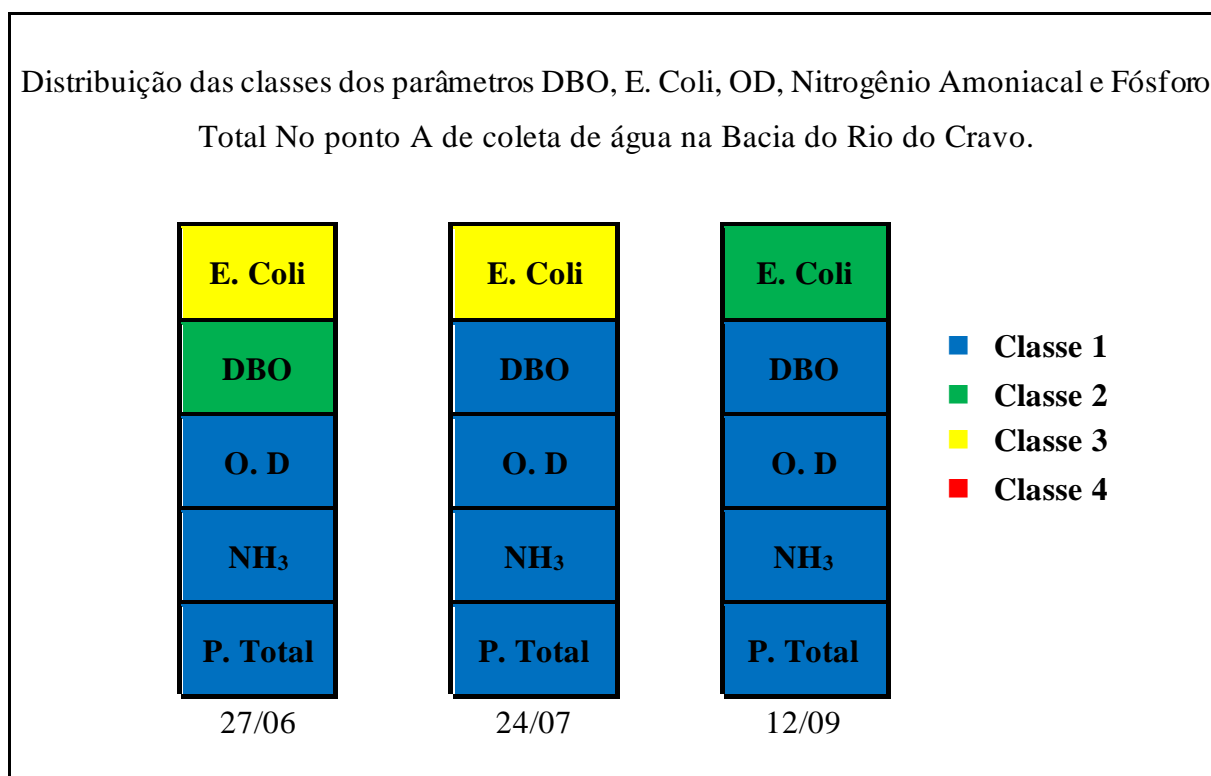 Distribuição das classes dos parâmetros DBO, E. Coli, OD, Nitrogênio Amoniacal e Fósforo
Total No ponto A de coleta de água na Bacia do Rio do Cravo.
E. Coli
DBO
O. D
NH₃
P. Total
27/06
E. Coli
DBO
O. D
NH₃
P. Total
24/07
E. Coli
DBO
O. D
NH₃
P. Total
12/09
Classe 1
Classe 2
Classe 3
Classe 4